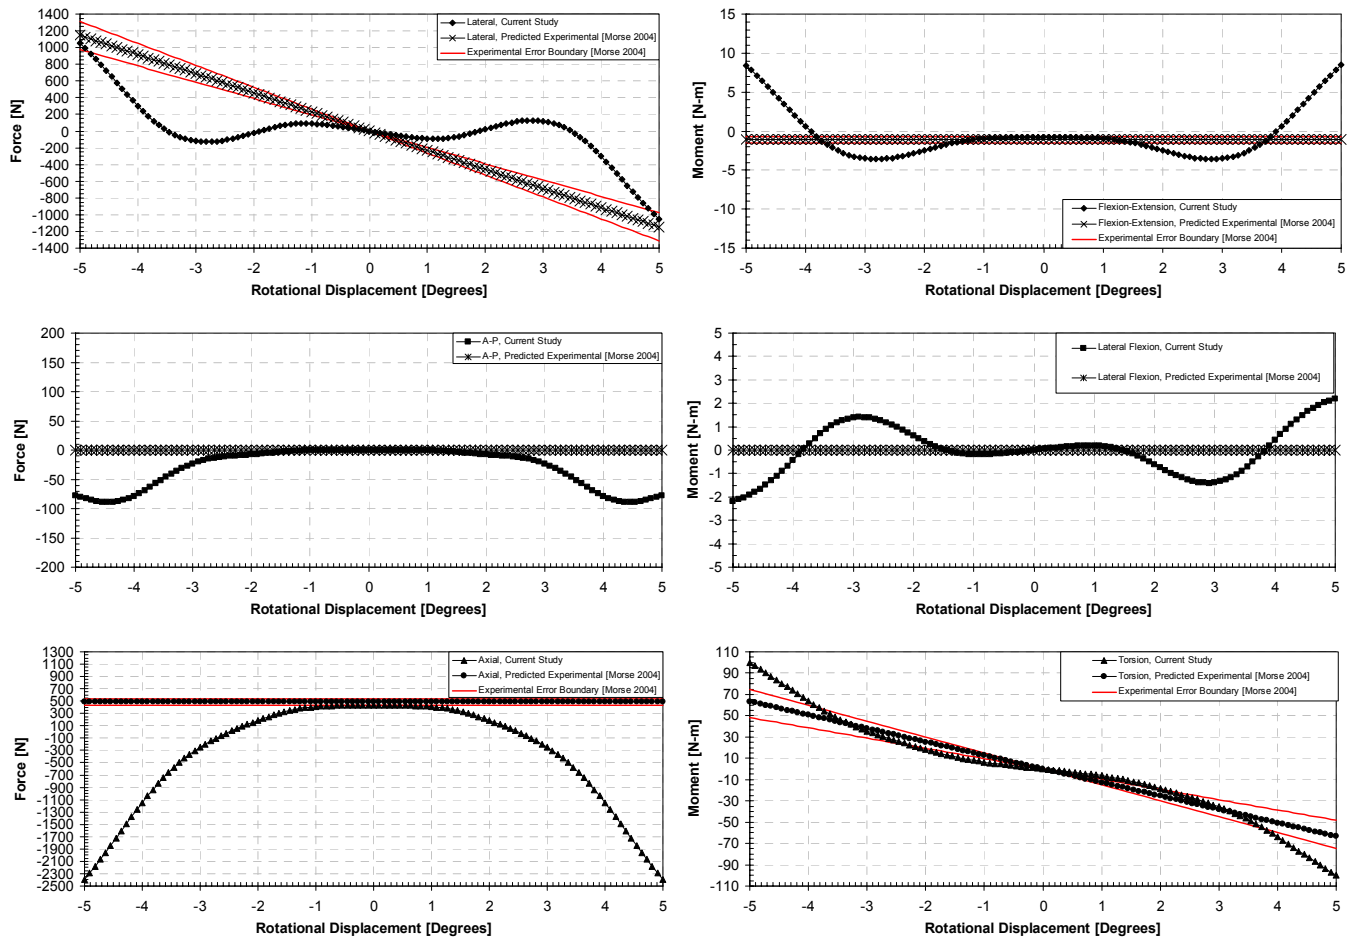 1400
1200
1000
800
600
400
200
0
-200
-400
-600
-800
-1000
-1200
-1400
Force [N]
Lateral, Current Study
Lateral, Predicted Experimental [Morse 2004]
Experimental Error Boundary [Morse 2004]
-5 -4 -3 -2 -1 0 1 2 3 4 5
Rotational Displacement [Degrees]
15
10
5
0
-5
-10
-15
Moment [N-m]
Flexion-Extension, Current Study
Flexion-Extension, Predicted Experimental [Morse 2004]
Experimental Error Boundary [Morse 2004]
-5 -4 -3 -2 -1 0 1 2 3 4 5
Rotational Displacement [Degrees]
200
150
100
50
0
-50
-100
-150
-200
Force [N]
A-P, Current Study
A-P, Predicted Experimental [Morse 2004]
-5 -4 -3 -2 -1 0 1 2 3 4 5
Rotational Displacement [Degrees]
5
4
3
2
1
0
-1
-2
-3
-4
-5
Moment [N-m]
Lateral Flexion, Current Study
Lateral Flexion, Predicted Experimental [Morse 2004]
-5 -4 -3 -2 -1 0 1 2 3 4 5
Rotational Displacement [Degrees]
1300
1100
900
700
500
300
100
-100
-300
-500
-700
-900
-1100
-1300
-1500
-1700
-1900
-2100
-2300
-2500
Force [N]
Axial, Current Study
Axial, Predicted Experimental [Morse 2004]
Experimental Error Boundary [Morse 2004]
-5 -4 -3 -2 -1 0 1 2 3 4 5
Rotational Displacement [Degrees]
110
90
70
50
30
10
-10
-30
-50
-70
-90
-110
Moment [N-m]
Torsion, Current Study
Torsion, Predicted Experimental [Morse 2004]
Experimental Error Boundary [Morse 2004]
-5 -4 -3 -2 -1 0 1 2 3 4 5
Rotational Displacement [Degrees]